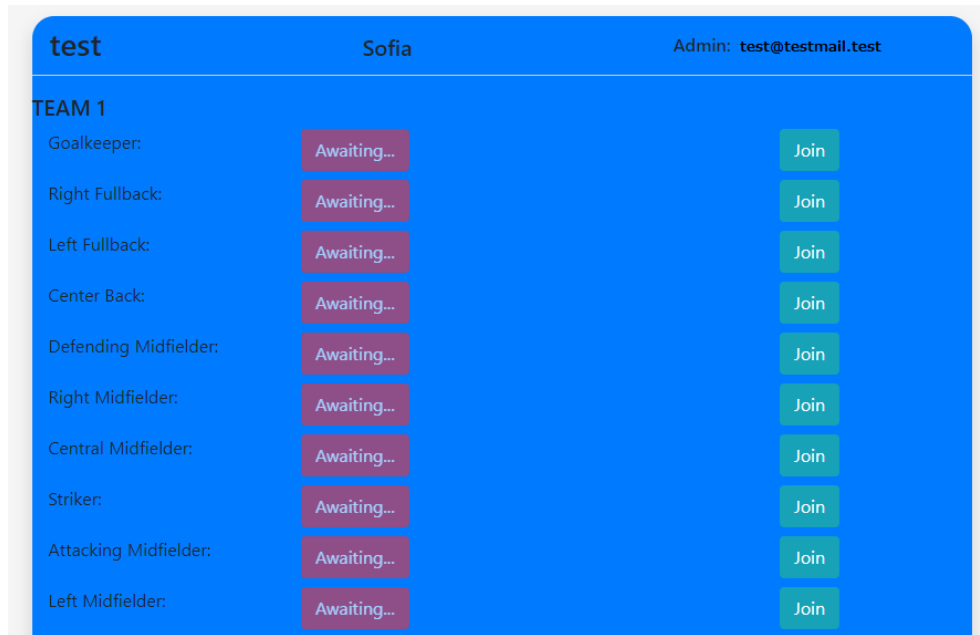 test Sofia Admin: test@testmail.test
TEAM 1
Goalkeeper: Awaiting... Join
Right Fullback: Awaiting... Join
Left Fullback: Awaiting... Join
Center Back: Awaiting... Join
Defending Midfielder: Awaiting... Join
Right Midfielder: Awaiting... Join
Central Midfielder: Awaiting... Join
Striker: Awaiting... Join
Attacking Midfielder: Awaiting... Join
Left Midfielder: Awaiting... Join